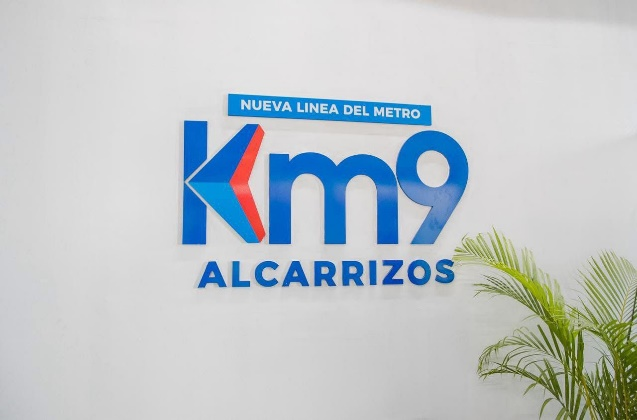 NUEVA LINEA DEL METRO
Km9
ALCARRIZOS